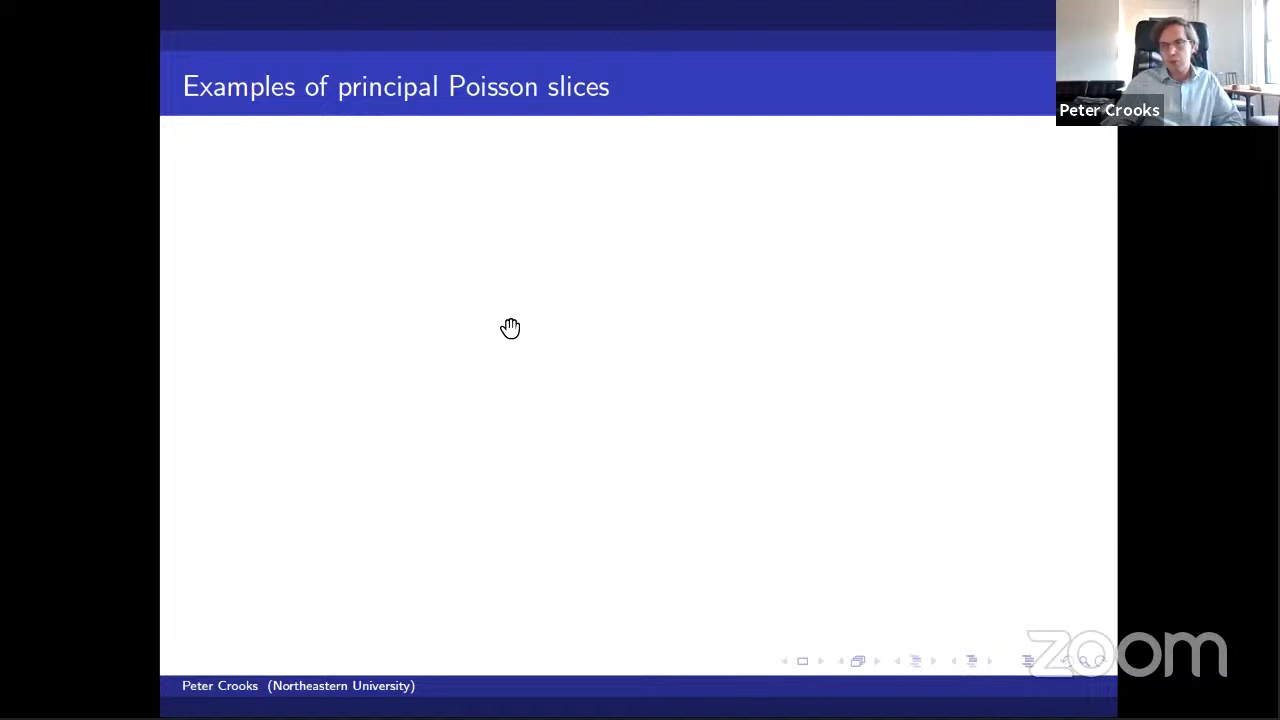 Examples of principal Poisson slices
Peter Crooks
zoom
Peter Crooks (Northeastern University)